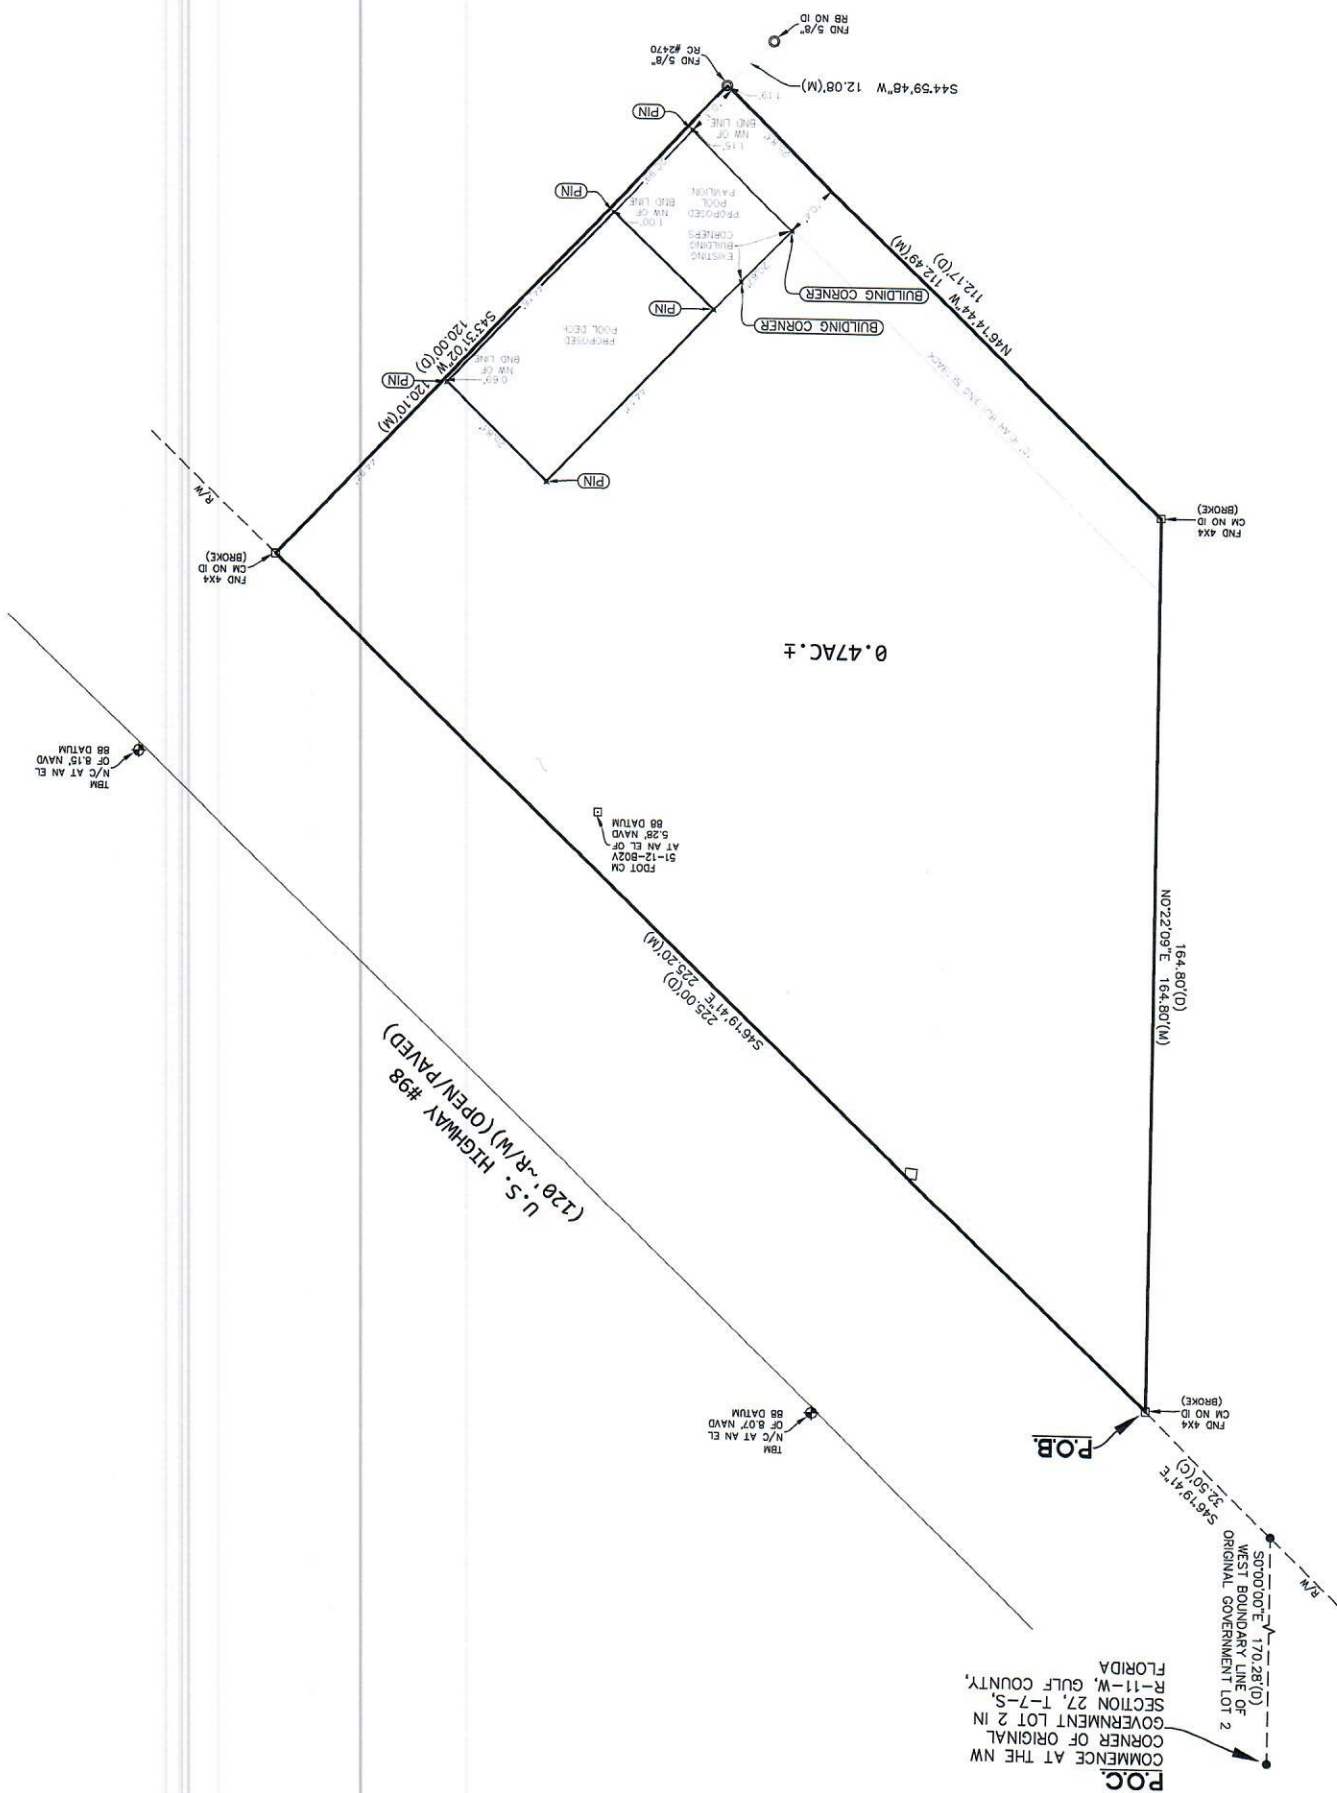 P.O.C.
COMMENCE AT THE NW
CORNER OF ORIGINAL
GOVERNMENT LOT 2 IN
SECTION 27, T-7-S,
R-11-W, GULF COUNTY,
FLORIDA
S0°00'00"E 170.28'(D)
WEST BOUNDARY LINE OF
ORIGINAL GOVERNMENT LOT 2
R/W
S46°19'41"E
32.50'(C)
P.O.B.
FND 4X4
CM NO ID
(BROKE)
TBM
N/C AT AN EL
OF 8.07' NAVD
88 DATUM
U.S. HIGHWAY #98
(120'~R/W)(OPEN/PAVED)
164.80'(D)
N0°22'09"E 164.80'(M)
S46°19'41"E 225.20'(M)
225.00'(D)
FDOT CM
51-12-B02V
AT AN EL OF
5.28' NAVD
88 DATUM
TBM
N/C AT AN EL
OF 8.15' NAVD
88 DATUM
0.47AC.±
FND 4X4
CM NO ID
(BROKE)
FND 4X4
CM NO ID
(BROKE)
R/W
PIN
PIN
0.69'
NW OF
BND LINE
120.10'(M)
120.00'(D)
S43°31'02"W
PROPOSED
POOL DECK
PIN
BUILDING CORNER
BUILDING CORNER
N46°14'44"W 112.49'(M)
112.17'(D)
EXISTING
BUILDING
CORNERS
1.00'
NW OF
BND LINE
PIN
PROPOSED
POOL
PAVILION
1.15'
NW OF
BND LINE
PIN
1.19'
S44°59'48"W 12.08'(M)
FND 5/8"
RC #2470
FND 5/8"
RB NO ID